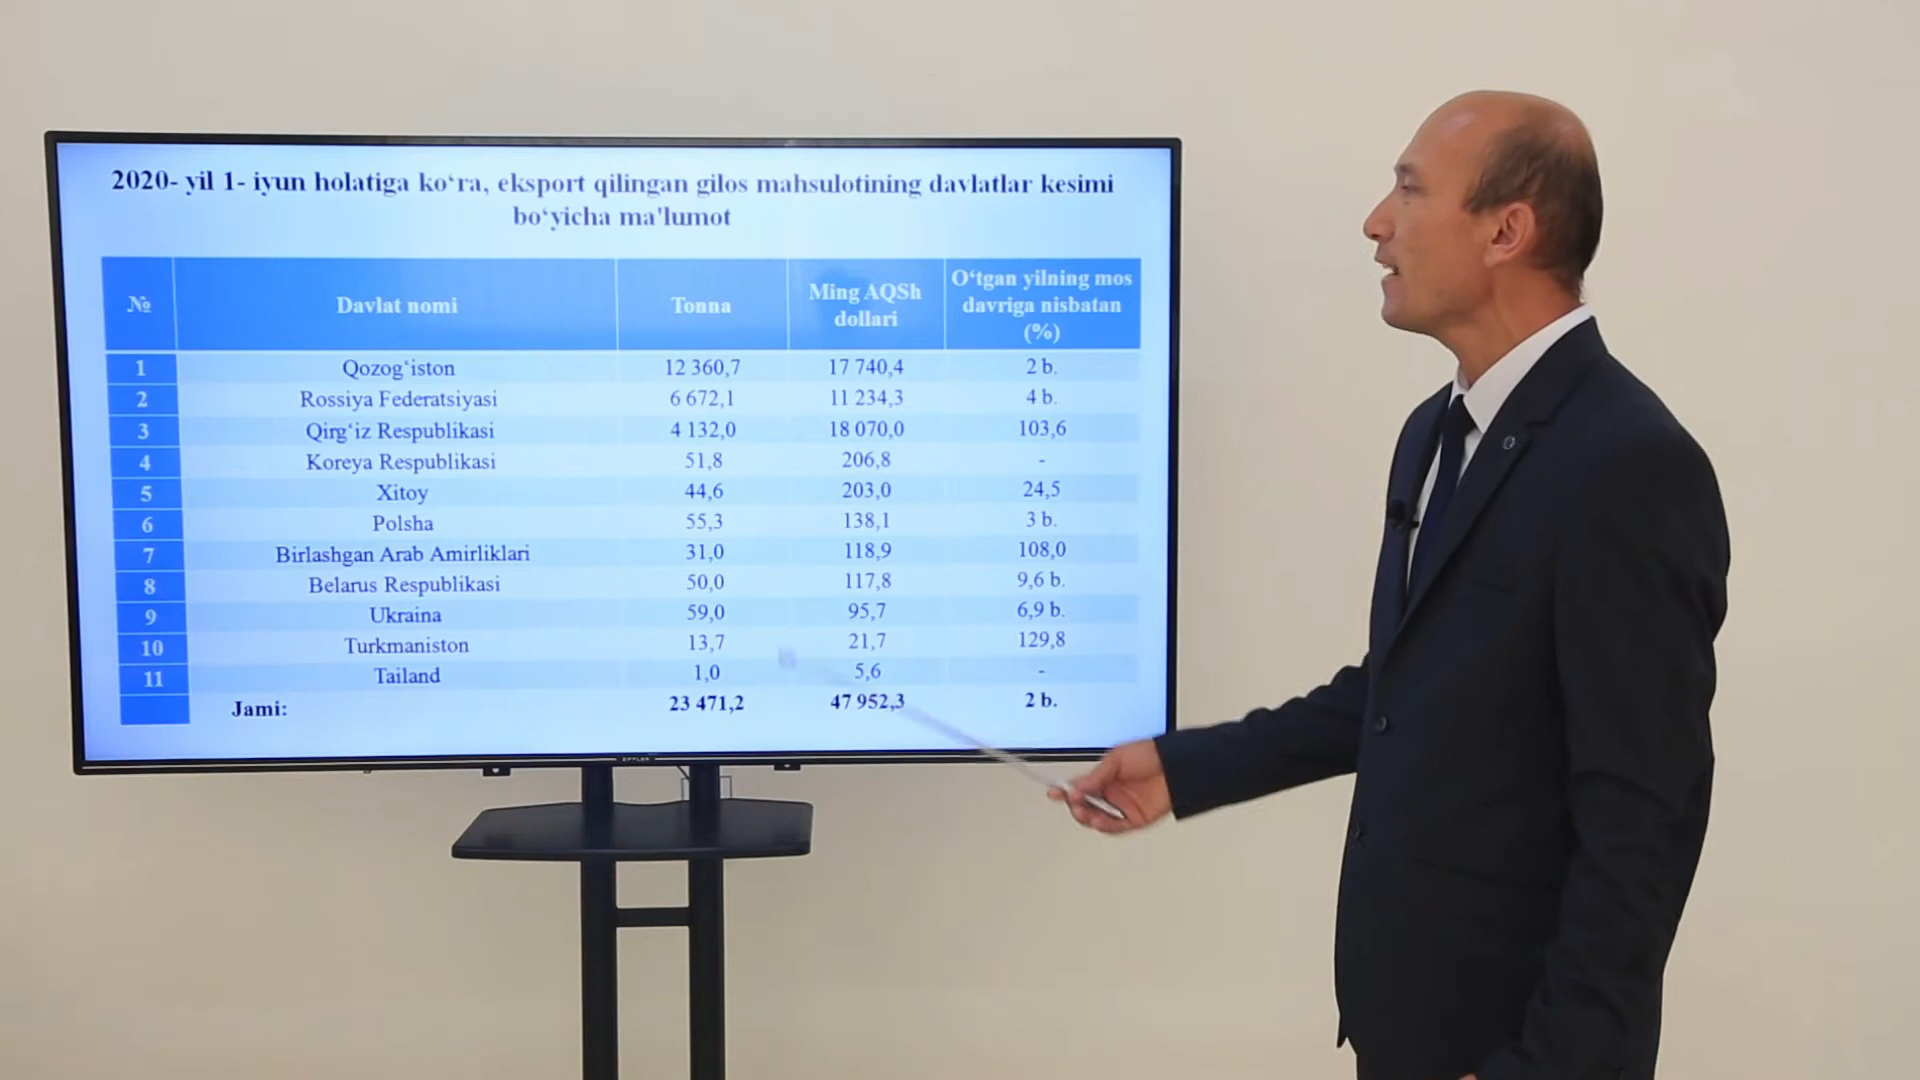 2020- yil 1- iyun holatiga ko‘ra, eksport qilingan gilos mahsulotining davlatlar kesimi
bo‘yicha ma'lumot
№ Davlat nomi Tonna Ming AQSh dollari O‘tgan yilning mos davriga nisbatan (%)
1 Qozog‘iston 12 360,7 17 740,4 2 b.
2 Rossiya Federatsiyasi 6 672,1 11 234,3 4 b.
3 Qirg‘iz Respublikasi 4 132,0 18 070,0 103,6
4 Koreya Respublikasi 51,8 206,8 -
5 Xitoy 44,6 203,0 24,5
6 Polsha 55,3 138,1 3 b.
7 Birlashgan Arab Amirliklari 31,0 118,9 108,0
8 Belarus Respublikasi 50,0 117,8 9,6 b.
9 Ukraina 59,0 95,7 6,9 b.
10 Turkmaniston 13,7 21,7 129,8
11 Tailand 1,0 5,6 -
Jami: 23 471,2 47 952,3 2 b.